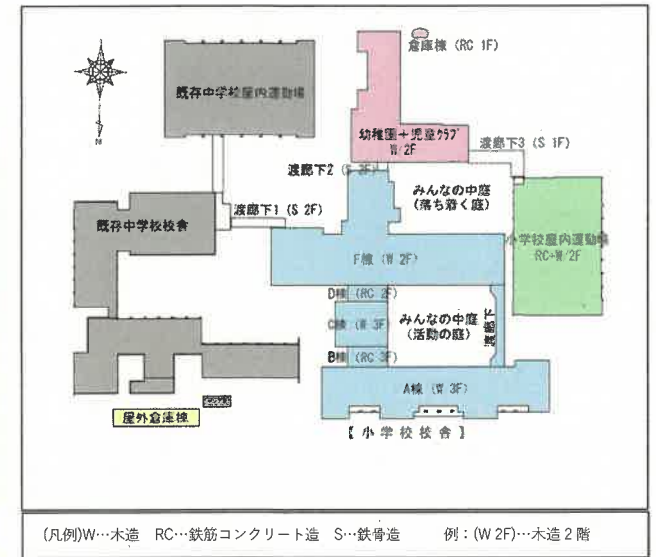 倉庫棟 (RC 1F)
既存中学校屋内運動場
幼稚園+児童クラブ
W/2F
渡廊下3 (S 1F)
渡廊下2 (S 2F)
みんなの中庭
(落ち着く庭)
既存中学校校舎
渡廊下1 (S 2F)
小学校屋内運動場
RC+W/2F
F棟 (W 2F)
D棟 (RC 2F)
C棟 (W 3F)
みんなの中庭
(活動の庭)
渡廊下
B棟 (RC 3F)
A棟 (W 3F)
屋外倉庫棟
【小学校校舎】
(凡例)W…木造 RC…鉄筋コンクリート造 S…鉄骨造 例:(W 2F)…木造2階